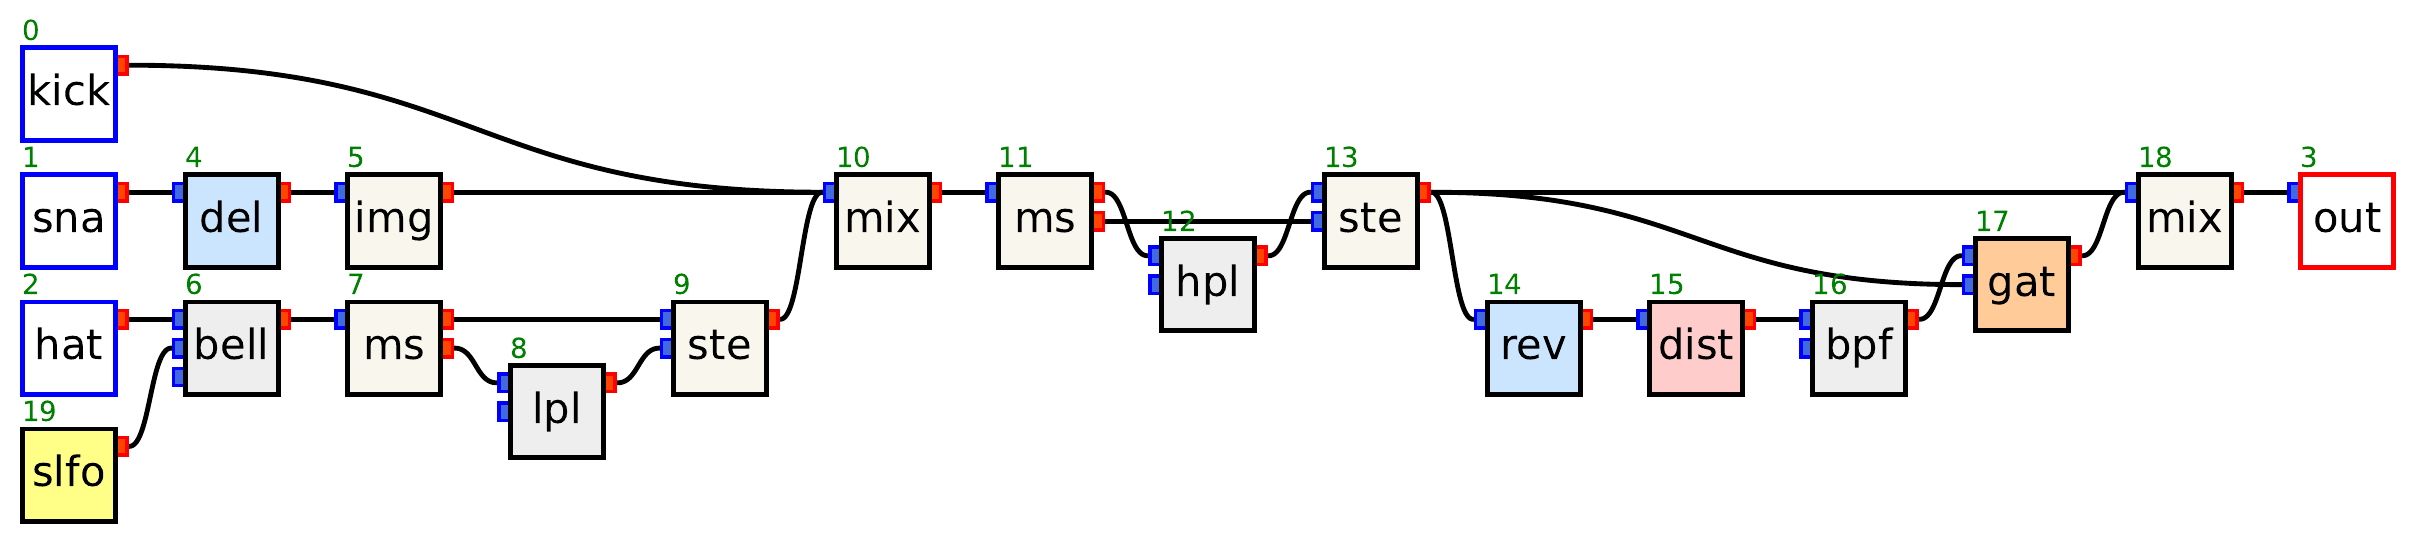 0
kick
1
sna
4
del
5
img
10
mix
11
ms
12
hpl
13
ste
18
mix
3
out
17
gat
2
hat
6
bell
7
ms
9
ste
14
rev
15
dist
16
bpf
8
lpl
19
slfo